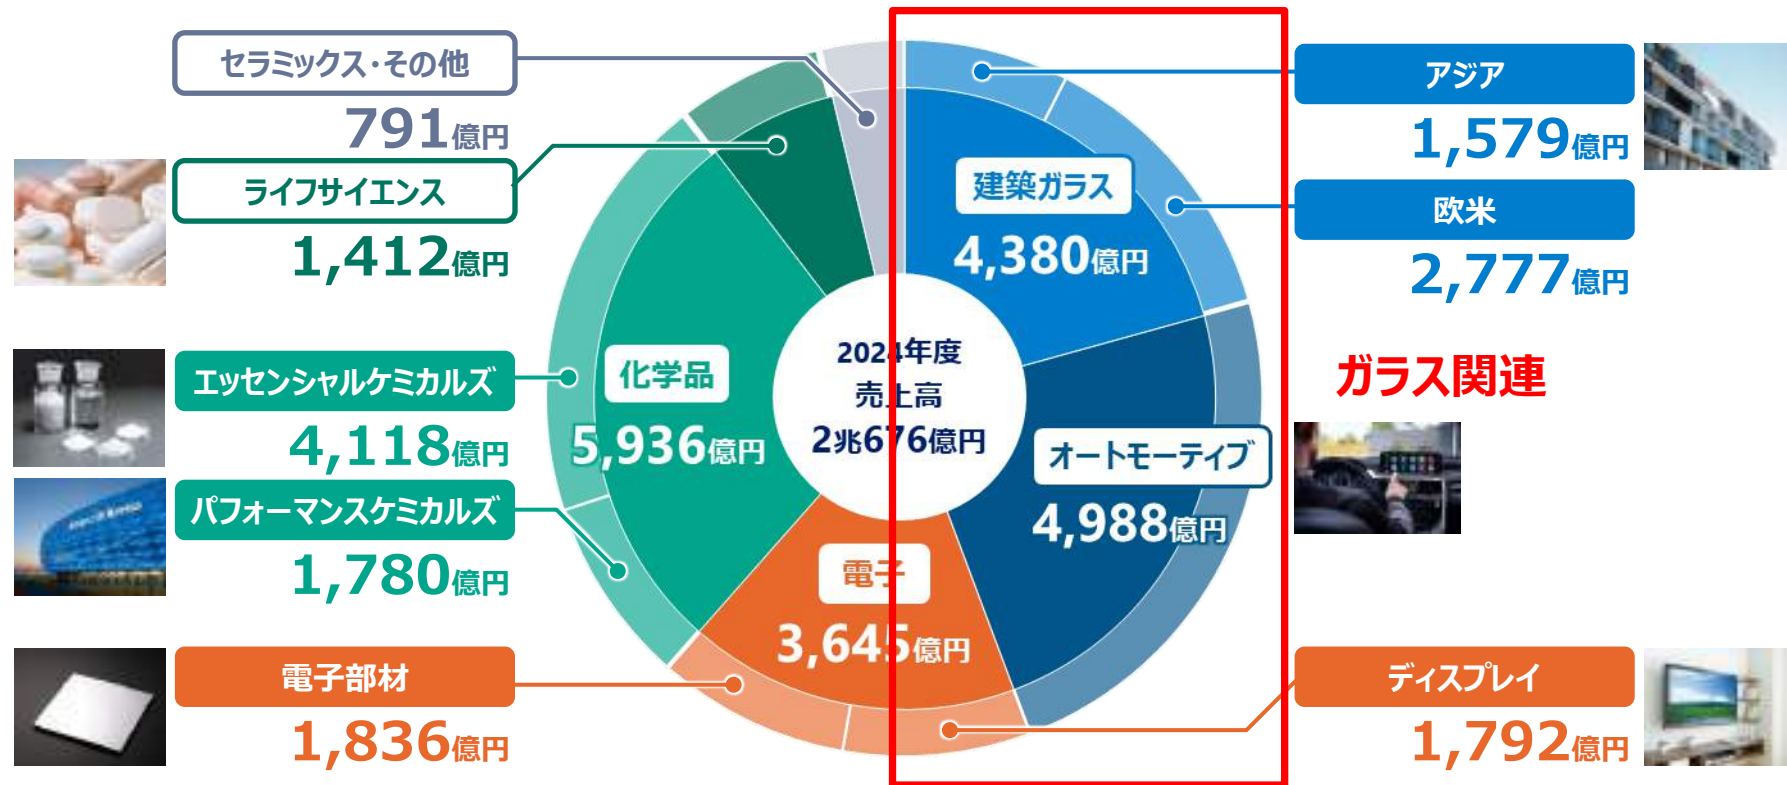 セラミックス・その他
791億円
ライフサイエンス
1,412億円
エッセンシャルケミカルズ
4,118億円
パフォーマンスケミカルズ
1,780億円
電子部材
1,836億円
建築ガラス
4,380億円
化学品
5,936億円
2024年度
売上高
2兆676億円
オートモーティブ
4,988億円
電子
3,645億円
アジア
1,579億円
欧米
2,777億円
ガラス関連
ディスプレイ
1,792億円